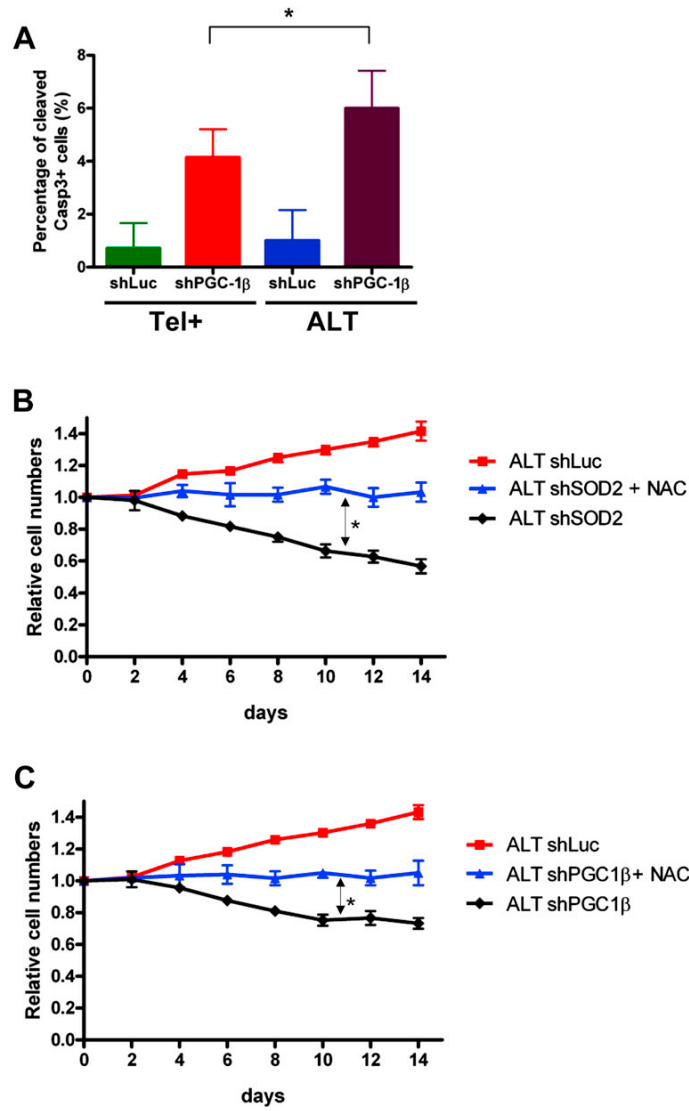 A
*
Percentage of cleaved
Casp3+ cells (%)
8
6
4
2
0
shLuc
shPGC-1β
shLuc
shPGC-1β
Tel+
ALT
B
Relative cell numbers
1.4
1.2
1.0
0.8
0.6
0.4
0.2
0.0
*
0 2 4 6 8 10 12 14
days
ALT shLuc
ALT shSOD2 + NAC
ALT shSOD2
C
Relative cell numbers
1.4
1.2
1.0
0.8
0.6
0.4
0.2
0.0
*
0 2 4 6 8 10 12 14
days
ALT shLuc
ALT shPGC1β+ NAC
ALT shPGC1β